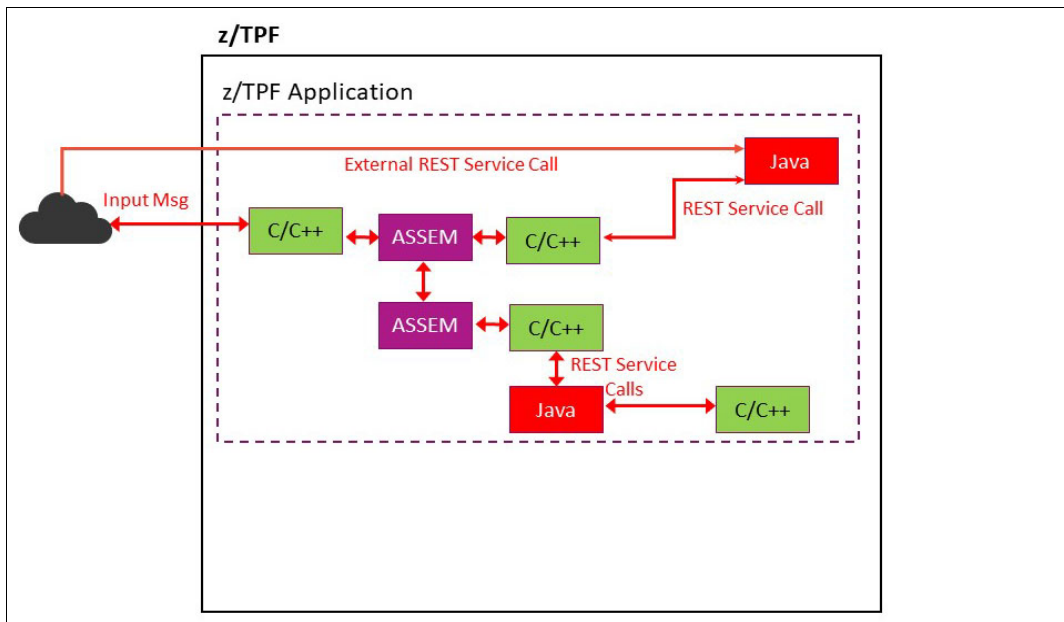 z/TPF
z/TPF Application
Java
External REST Service Call
Input Msg
REST Service Call
C/C++
ASSEM
C/C++
ASSEM
C/C++
REST Service
Calls
Java
C/C++